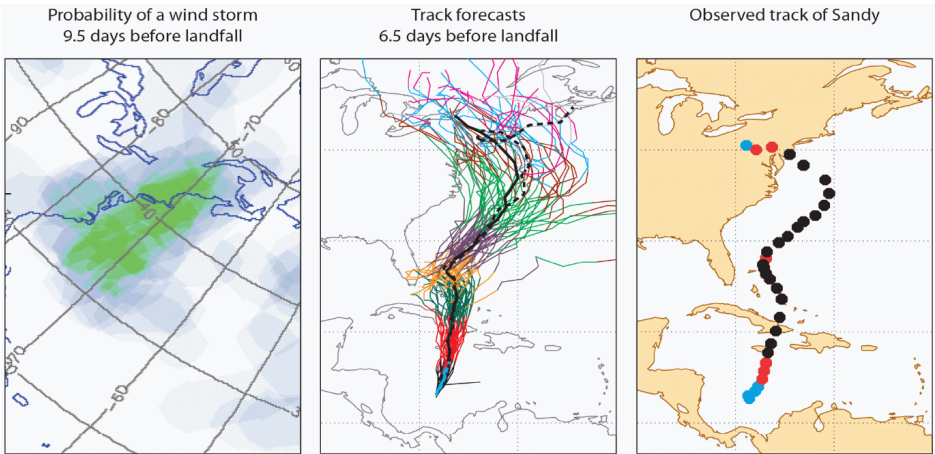 Probability of a wind storm
9.5 days before landfall
Track forecasts
6.5 days before landfall
Observed track of Sandy
90
-80
-70
-40
-70
-60